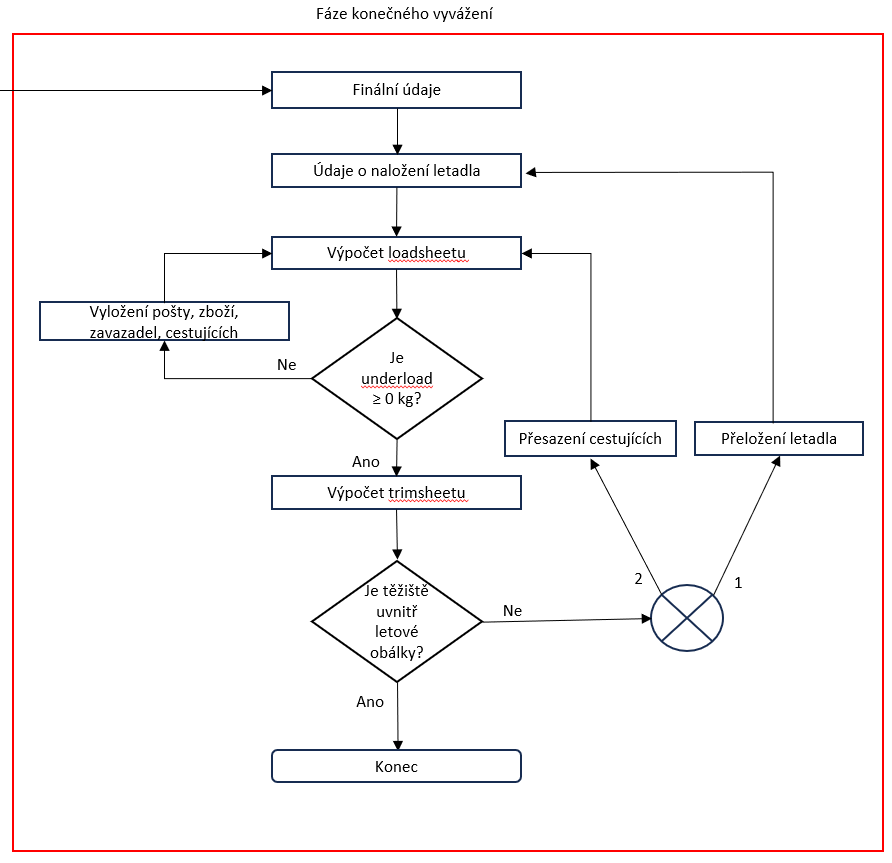 Fáze konečného vyvážení
Finální údaje
Údaje o naložení letadla
Výpočet loadsheetu
Vyložení pošty, zboží,
zavazadel, cestujících
Ne
Je
underload
≥ 0 kg?
Přesazení cestujících
Přeložení letadla
Ano
Výpočet trimsheetu
Je těžiště
uvnitř
letové
obálky?
Ne
2
1
Ano
Konec